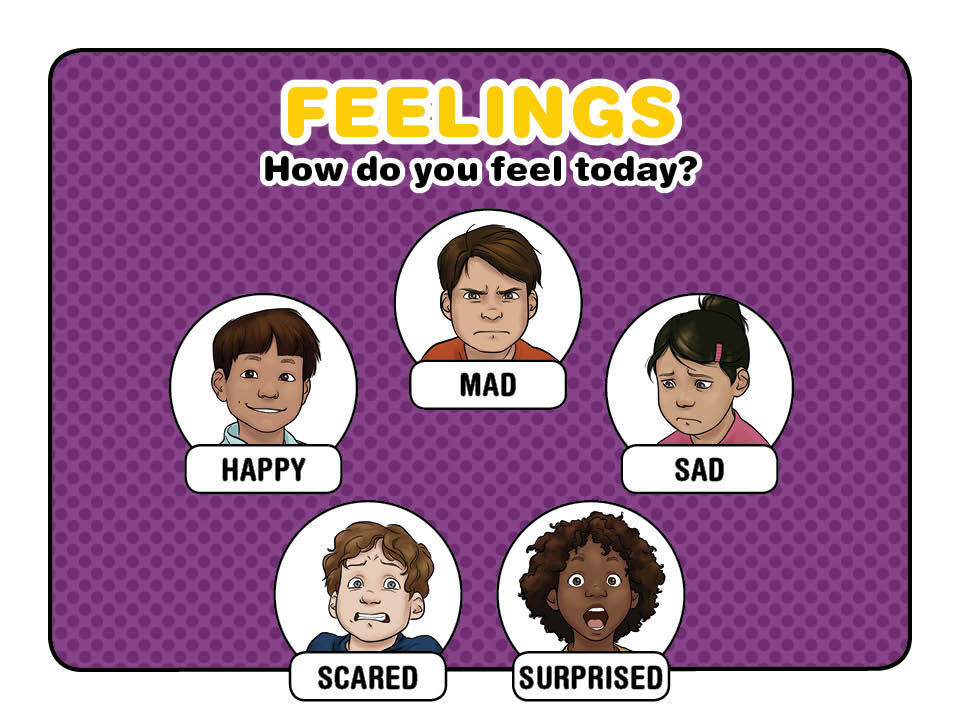 FEELINGS
How do you feel today?
MAD
HAPPY
SAD
SCARED
SURPRISED